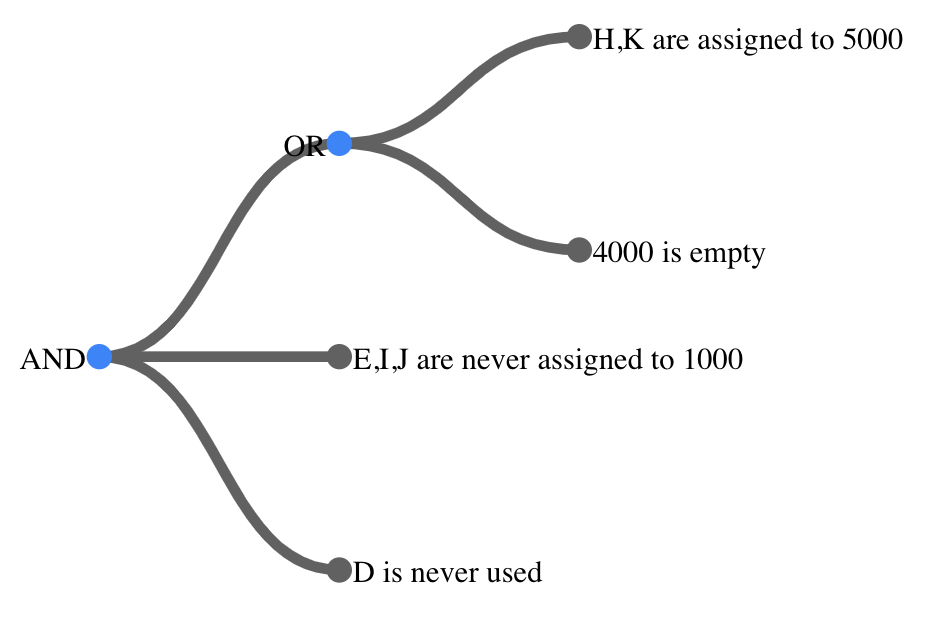 H,K are assigned to 5000
OR
4000 is empty
AND
E,I,J are never assigned to 1000
D is never used